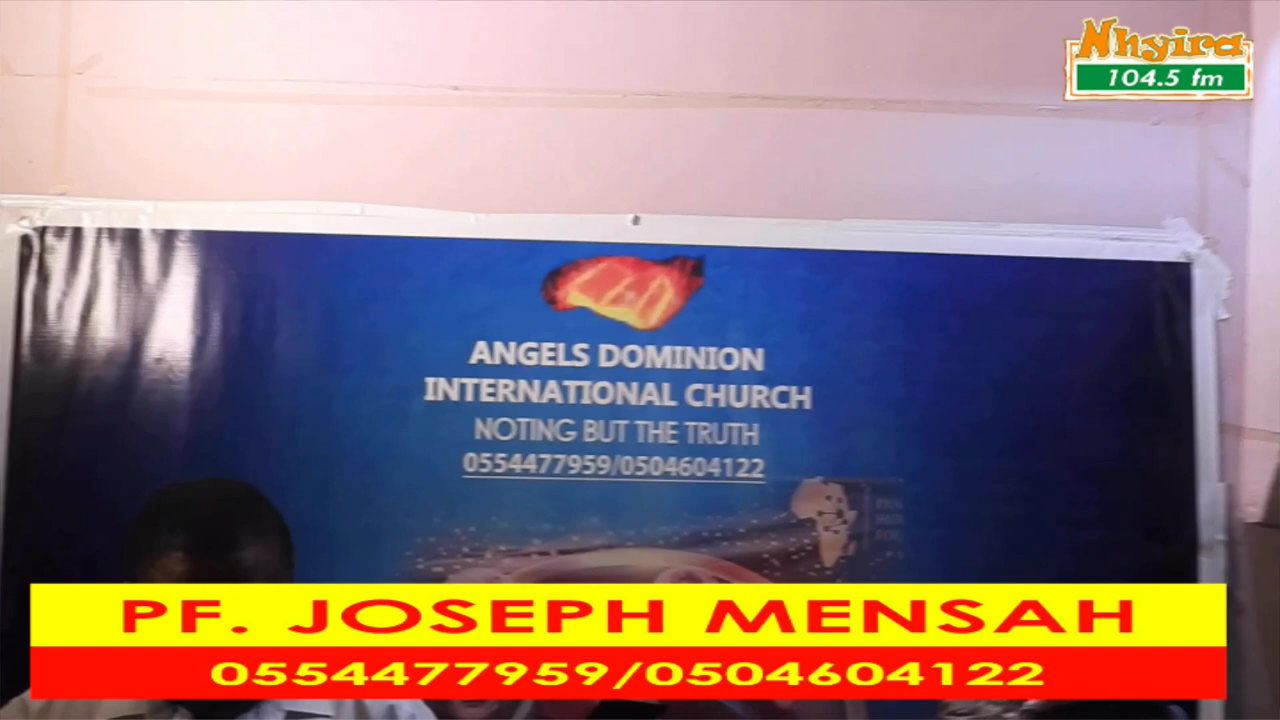 Nhyira
104.5 fm
ANGELS DOMINION
INTERNATIONAL CHURCH
NOTING BUT THE TRUTH
0554477959/0504604122
PF. JOSEPH MENSAH
0554477959/0504604122